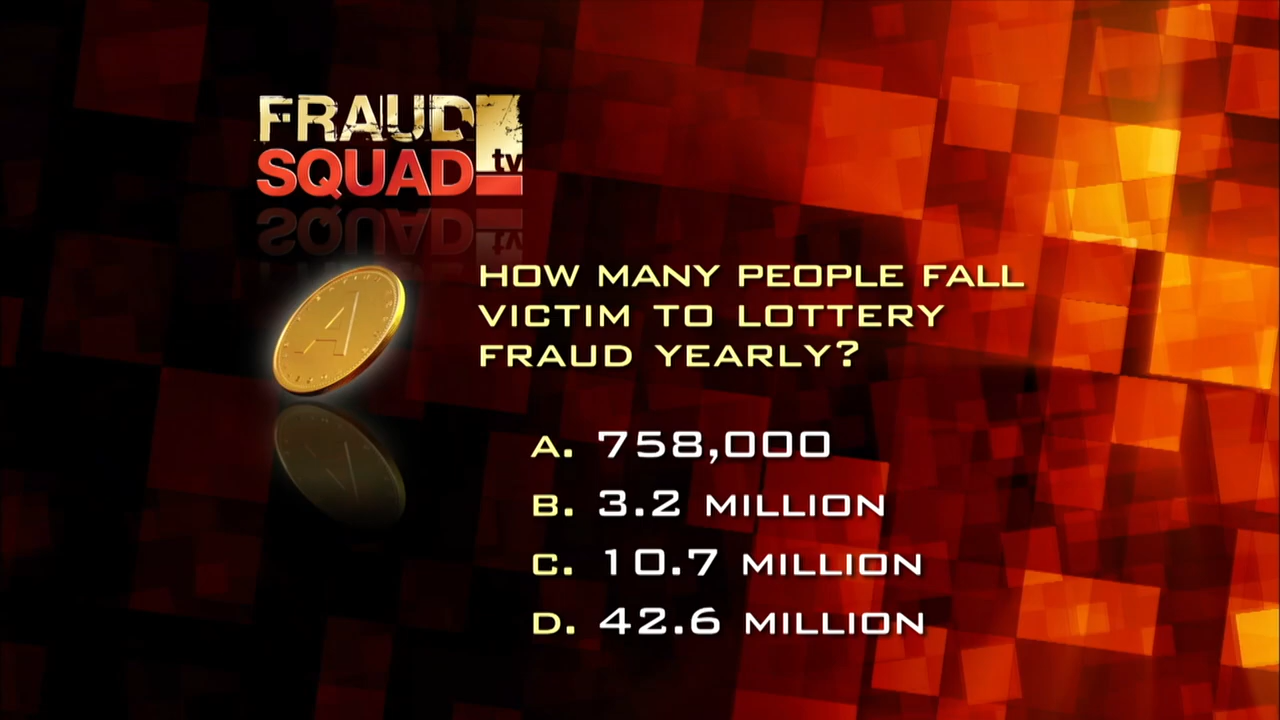 FRAUD
SQUAD tv
A
HOW MANY PEOPLE FALL
VICTIM TO LOTTERY
FRAUD YEARLY?
A. 758,000
B. 3.2 MILLION
C. 10.7 MILLION
D. 42.6 MILLION